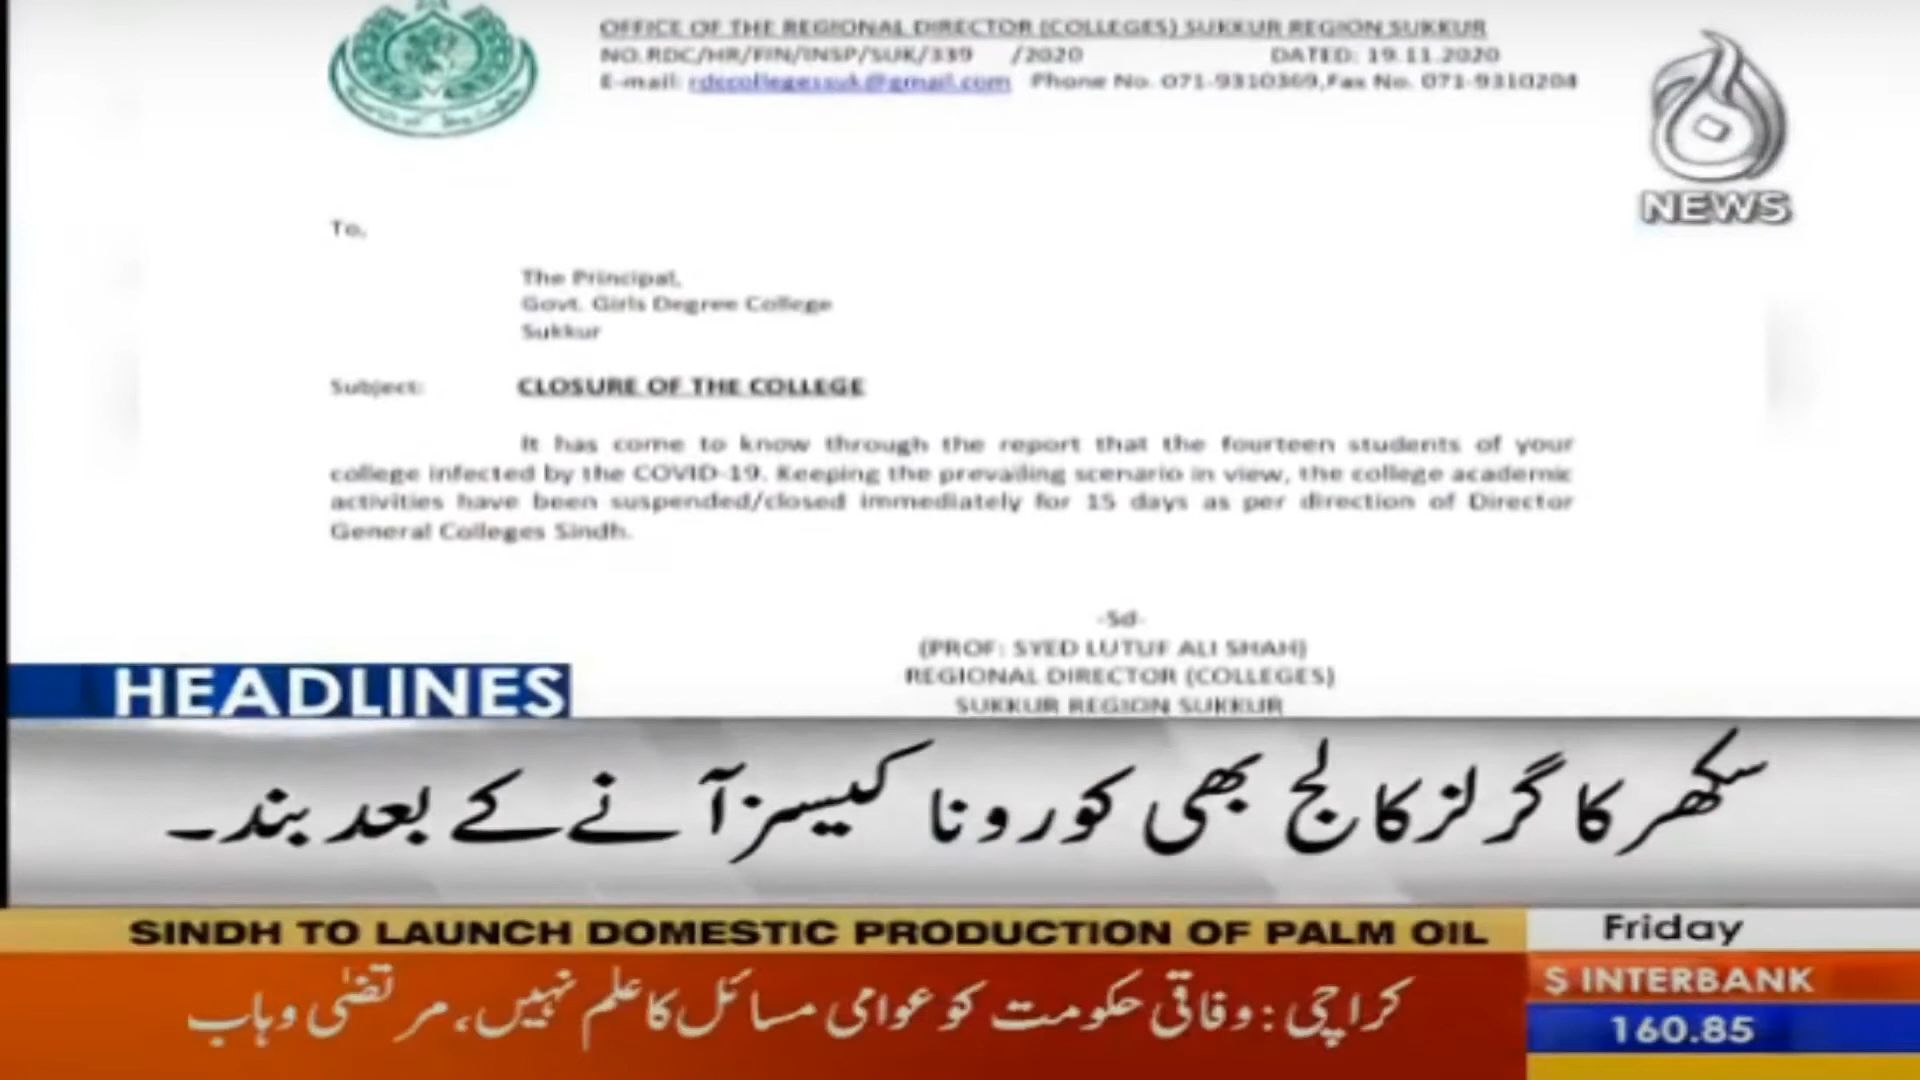 OFFICE OF THE REGIONAL DIRECTOR (COLLEGES) SUKKUR REGION SUKKUR
NO.RDC/HR/FIN/INSP/SUK/339 /2020 DATED: 19.11.2020
E-mail: rdccollegessuk@gmail.com Phone No. 071-9310369,Fax No. 071-9310204
NEWS
To,
The Principal,
Govt. Girls Degree College
Sukkur
Subject: CLOSURE OF THE COLLEGE
It has come to know through the report that the fourteen students of your
college infected by the COVID-19. Keeping the prevailing scenario in view, the college academic
activities have been suspended/closed immediately for 15 days as per direction of Director
General Colleges Sindh.
-Sd-
(PROF: SYED LUTUF ALI SHAH)
REGIONAL DIRECTOR (COLLEGES)
SUKKUR REGION SUKKUR
HEADLINES
سکھر کا گرلز کالج بھی کورونا کیسز آنے کے بعد بند۔
SINDH TO LAUNCH DOMESTIC PRODUCTION OF PALM OIL
Friday
$ INTERBANK
160.85
کراچی: وفاقی حکومت کو عوامی مسائل کا علم نہیں، مرتضیٰ وہاب